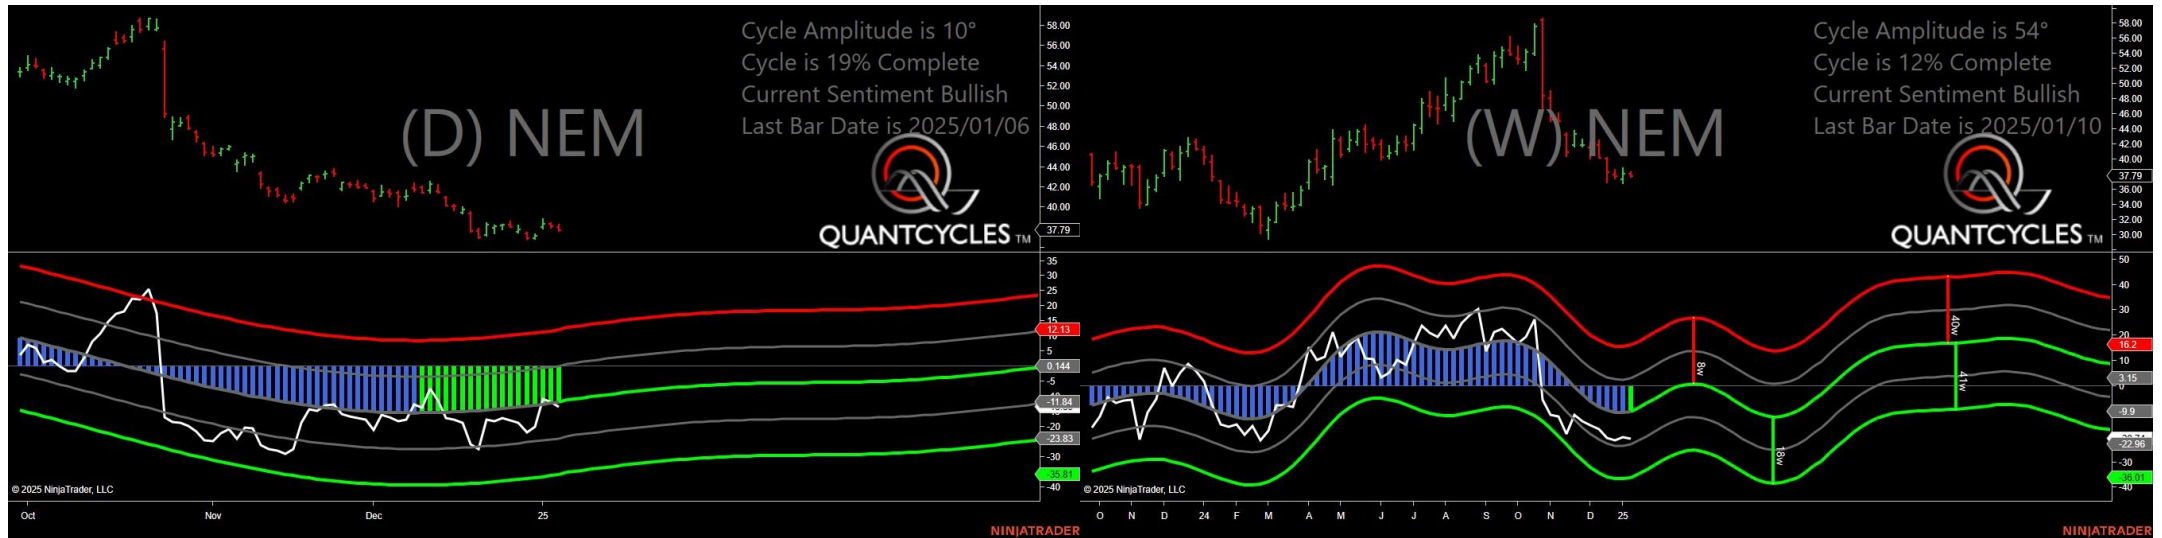 Cycle Amplitude is 10°
Cycle is 19% Complete
Current Sentiment Bullish
Last Bar Date is 2025/01/06
(D) NEM
QUANTCYCLES TM
58.00
56.00
54.00
52.00
50.00
48.00
46.00
44.00
42.00
40.00
37.79
35
30
25
20
15
12.13
5
0.144
-5
-11.84
-20
-23.83
-30
-35.81
-40
© 2025 NinjaTrader, LLC
Oct Nov Dec 25
NINJATRADER
Cycle Amplitude is 54°
Cycle is 12% Complete
Current Sentiment Bullish
Last Bar Date is 2025/01/10
(W) NEM
QUANTCYCLES TM
58.00
56.00
54.00
52.00
50.00
48.00
46.00
44.00
42.00
40.00
37.79
36.00
34.00
32.00
30.00
50
40
30
20
16.2
10
3.15
0
-9.9
-20
-22.96
-30
-36.01
-40
8w
18w
40w
41w
© 2025 NinjaTrader, LLC
O N D 24 F M A M J J A S O N D 25
NINJATRADER